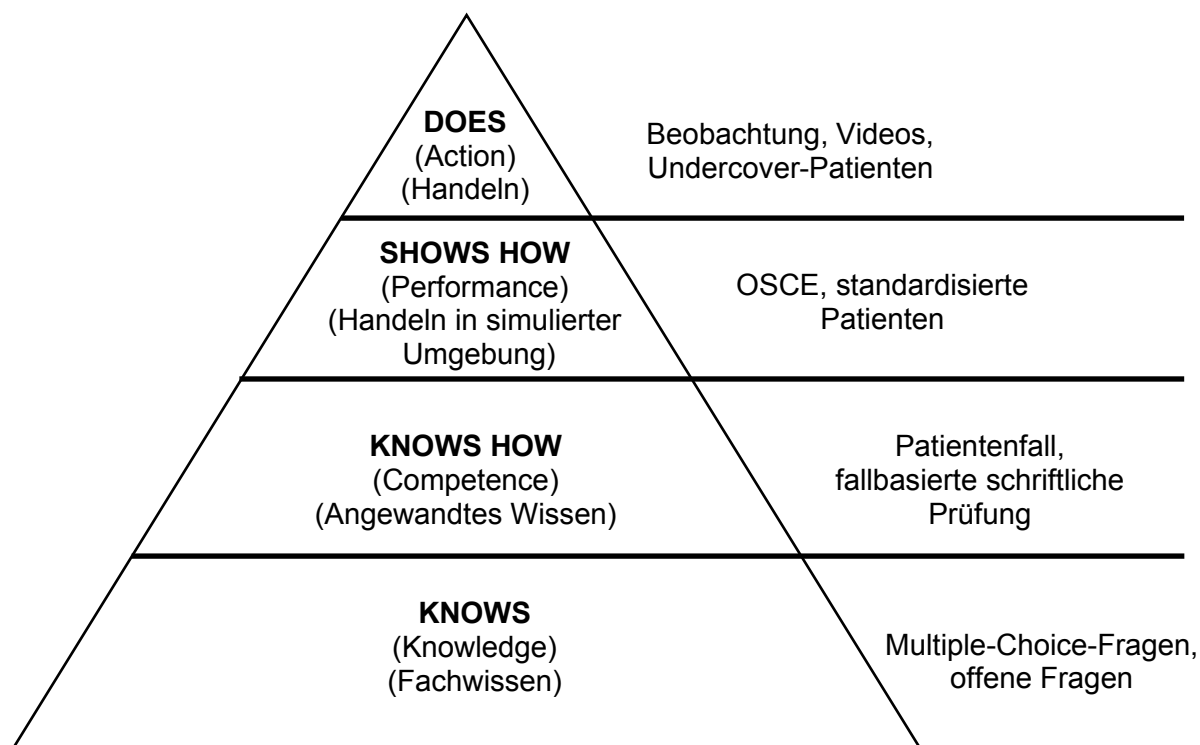 DOES
(Action)
(Handeln)
Beobachtung, Videos,
Undercover-Patienten
SHOWS HOW
(Performance)
(Handeln in simulierter
Umgebung)
OSCE, standardisierte
Patienten
KNOWS HOW
(Competence)
(Angewandtes Wissen)
Patientenfall,
fallbasierte schriftliche
Prüfung
KNOWS
(Knowledge)
(Fachwissen)
Multiple-Choice-Fragen,
offene Fragen